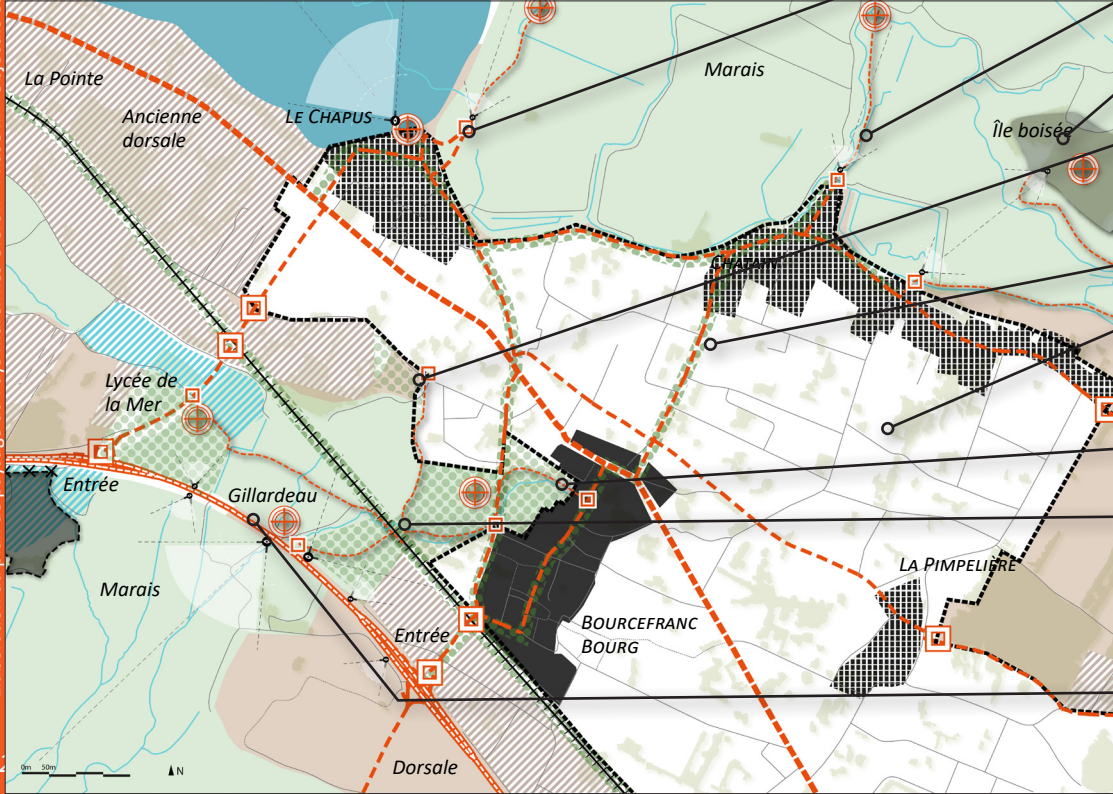 La Pointe
Marais
Ancienne
dorsale
LE CHAPUS
Île boisée
Lycée de
la Mer
Entrée
Gillardeau
Marais
LA PIMPELIÈRE
Entrée
BOURCEFRANC
BOURG
Dorsale
0m 50m
N